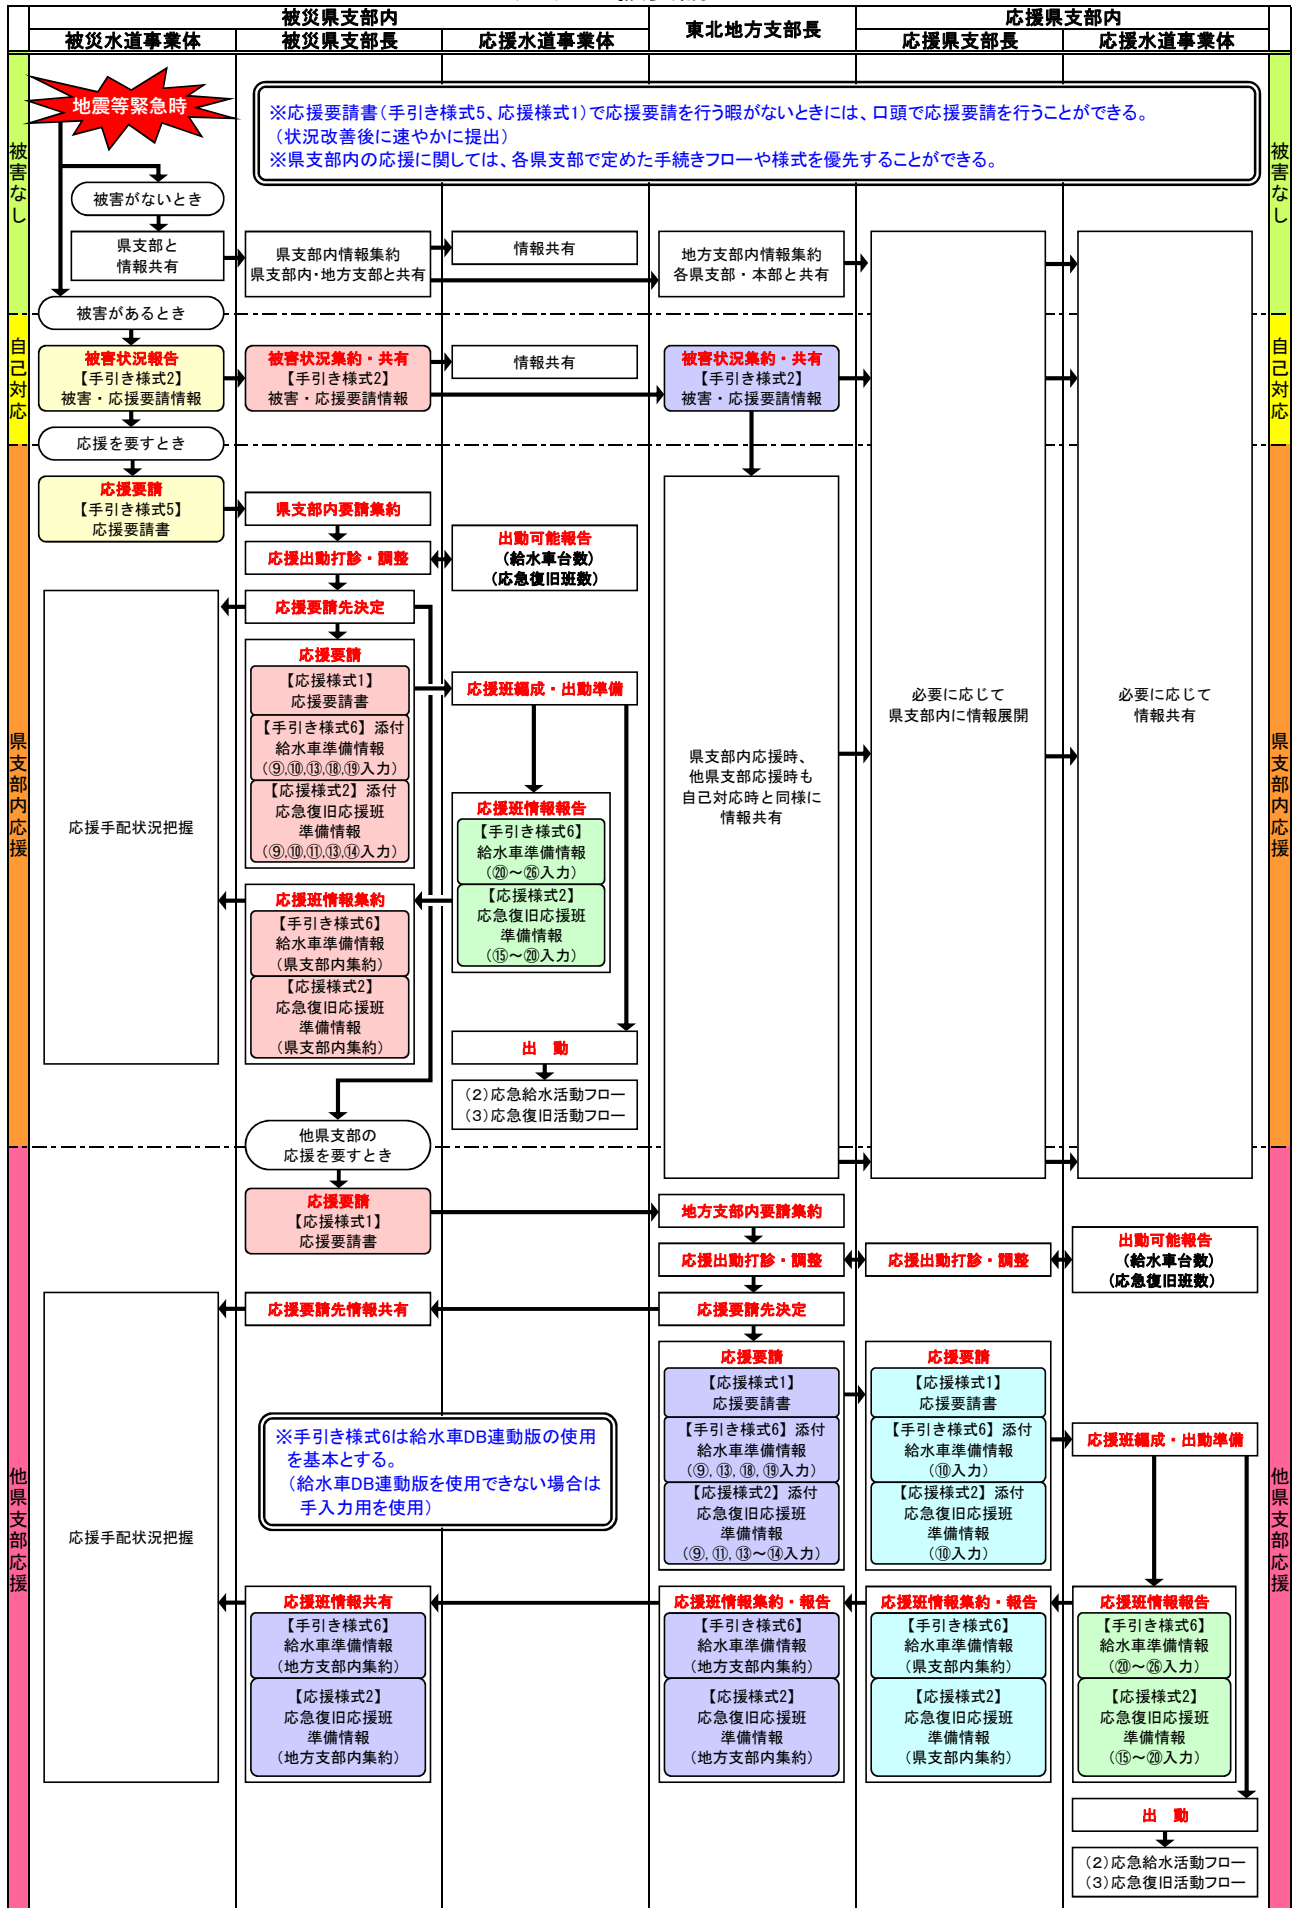 被災県支部内
東北地方支部長
応援県支部内
被災水道事業体
被災県支部長
応援水道事業体
応援県支部長
応援水道事業体
被害なし
地震等緊急時
※応援要請書(手引き様式5、応援様式1)で応援要請を行う暇がないときには、口頭で応援要請を行うことができる。
(状況改善後に速やかに提出)
※県支部内の応援に関しては、各県支部で定めた手続きフローや様式を優先することができる。
被害なし
被害がないとき
県支部と
情報共有
県支部内情報集約
県支部内・地方支部と共有
情報共有
地方支部内情報集約
各県支部・本部と共有
被害があるとき
自己対応
自己対応
被害状況報告
【手引き様式2】
被害・応援要請情報
被害状況集約・共有
【手引き様式2】
被害・応援要請情報
情報共有
被害状況集約・共有
【手引き様式2】
被害・応援要請情報
応援を要すとき
県支部内応援
県支部内応援
応援要請
【手引き様式5】
応援要請書
県支部内要請集約
応援出動打診・調整
出動可能報告
(給水車台数)
(応急復旧班数)
応援要請先決定
応援要請
【応援様式1】
応援要請書
【手引き様式6】添付
給水車準備情報
(⑨,⑩,⑬,⑱,⑲入力)
【応援様式2】添付
応急復旧応援班
準備情報
(⑨,⑩,⑪,⑬,⑭入力)
応援班編成・出動準備
必要に応じて
県支部内に情報展開
必要に応じて
情報共有
県支部内応援時、
他県支部応援時も
自己対応時と同様に
情報共有
応援手配状況把握
応援班情報報告
【手引き様式6】
給水車準備情報
(⑳~㉖入力)
【応援様式2】
応急復旧応援班
準備情報
(⑮~⑳入力)
応援班情報集約
【手引き様式6】
給水車準備情報
(県支部内集約)
【応援様式2】
応急復旧応援班
準備情報
(県支部内集約)
出 動
(2)応急給水活動フロー
(3)応急復旧活動フロー
他県支部の
応援を要すとき
他県支部応援
他県支部応援
応援要請
【応援様式1】
応援要請書
地方支部内要請集約
応援出動打診・調整
応援出動打診・調整
出動可能報告
(給水車台数)
(応急復旧班数)
応援要請先情報共有
応援要請先決定
応援要請
【応援様式1】
応援要請書
【手引き様式6】添付
給水車準備情報
(⑨,⑬,⑱,⑲入力)
【応援様式2】添付
応急復旧応援班
準備情報
(⑨,⑪,⑬~⑭入力)
応援要請
【応援様式1】
応援要請書
【手引き様式6】添付
給水車準備情報
(⑩入力)
【応援様式2】添付
応急復旧応援班
準備情報
(⑩入力)
応援班編成・出動準備
※手引き様式6は給水車DB連動版の使用
を基本とする。
(給水車DB連動版を使用できない場合は
手入力用を使用)
応援手配状況把握
応援班情報共有
【手引き様式6】
給水車準備情報
(地方支部内集約)
【応援様式2】
応急復旧応援班
準備情報
(地方支部内集約)
応援班情報集約・報告
【手引き様式6】
給水車準備情報
(地方支部内集約)
【応援様式2】
応急復旧応援班
準備情報
(地方支部内集約)
応援班情報集約・報告
【手引き様式6】
給水車準備情報
(県支部内集約)
【応援様式2】
応急復旧応援班
準備情報
(県支部内集約)
応援班情報報告
【手引き様式6】
給水車準備情報
(⑳~㉖入力)
【応援様式2】
応急復旧応援班
準備情報
(⑮~⑳入力)
出 動
(2)応急給水活動フロー
(3)応急復旧活動フロー